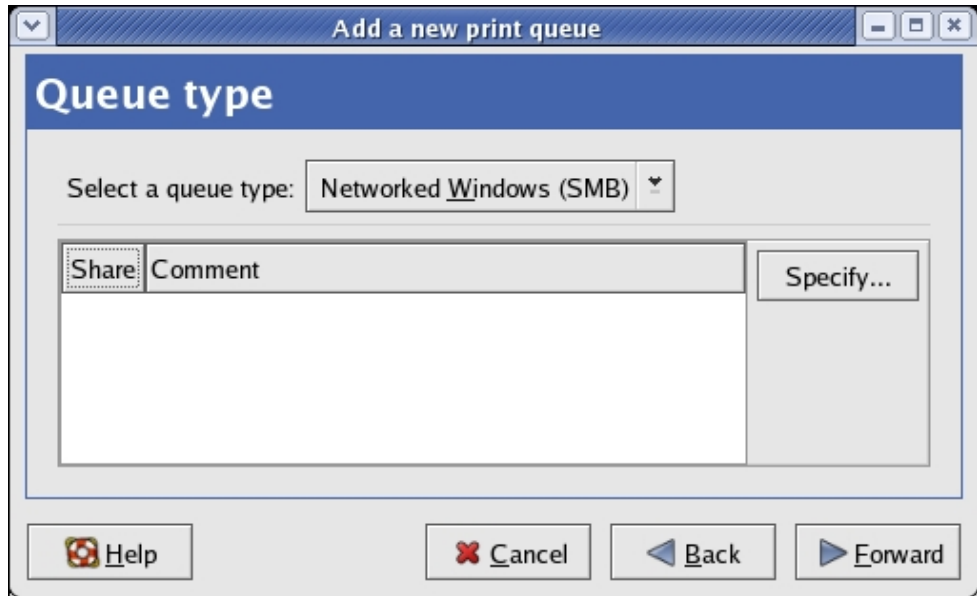 Add a new print queue
Queue type
Select a queue type: Networked Windows (SMB)
Share Comment
Specify...
Help Cancel Back Forward